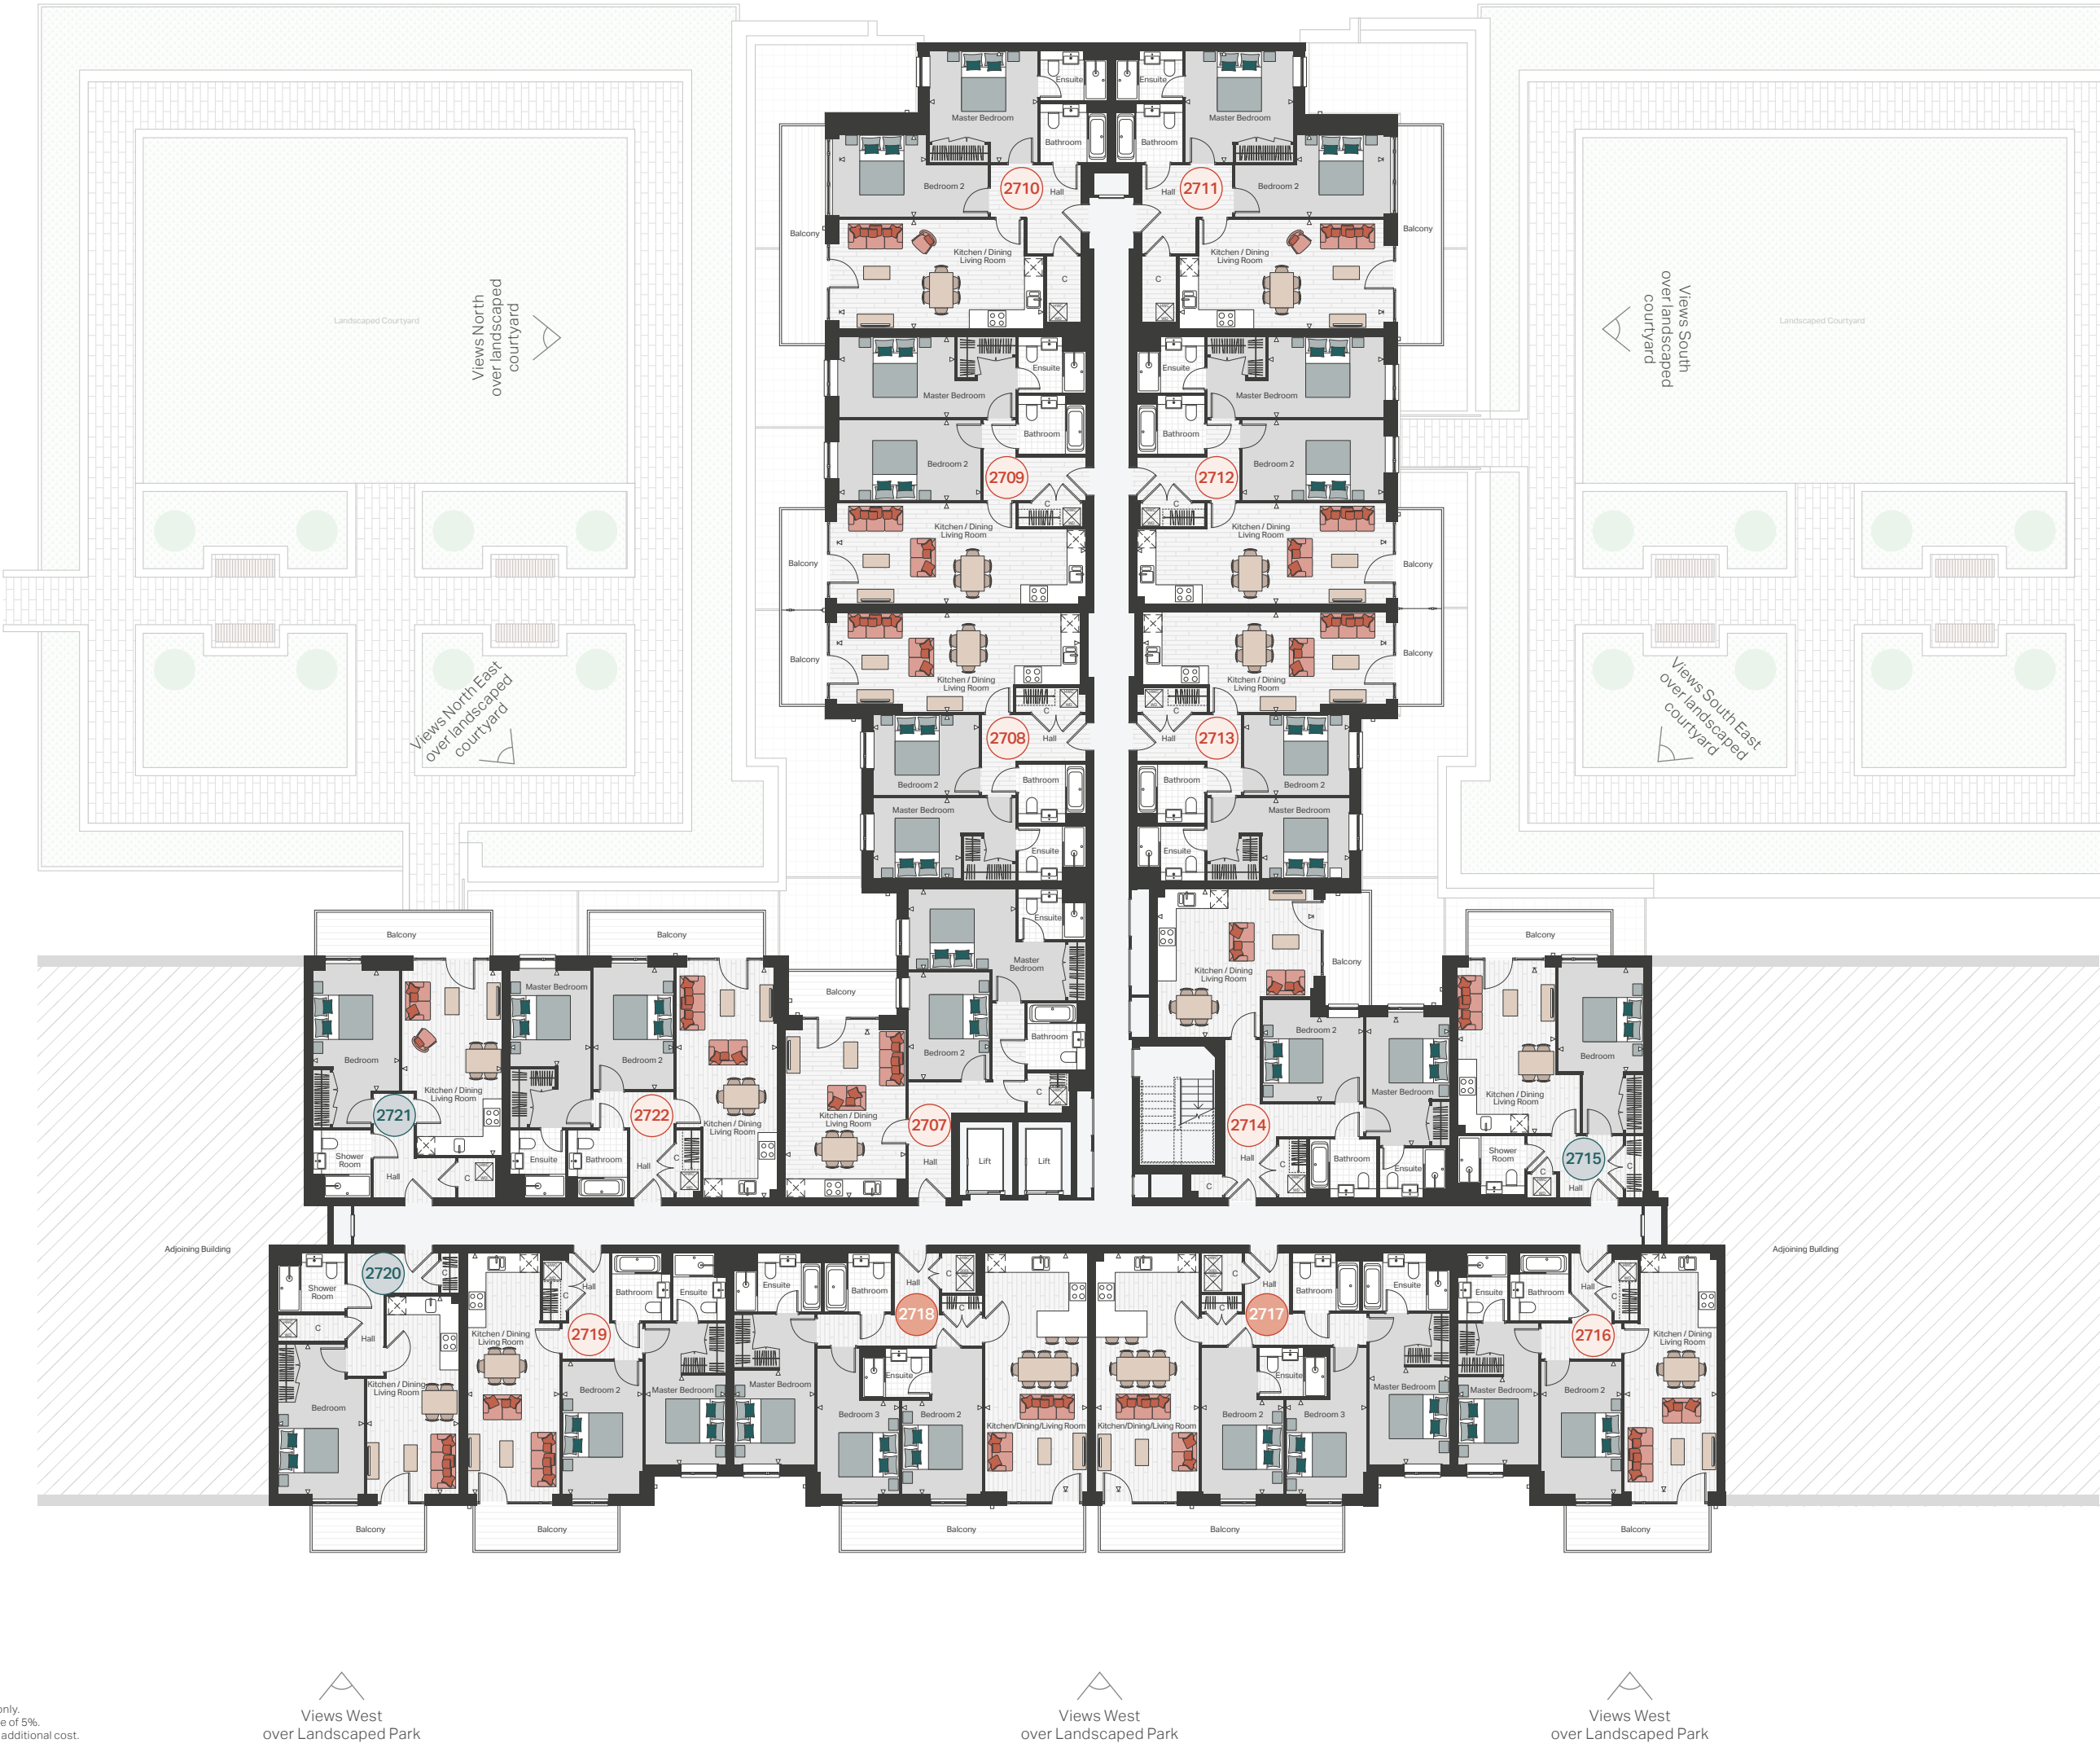 Ensuite
Ensuite
Master Bedroom
Master Bedroom
Bathroom
Bathroom
Bedroom 2
2710
Hall
Hall
2711
Bedroom 2
Balcony
Balcony
Kitchen / Dining
Living Room
Kitchen / Dining
Living Room
C
C
Views North
over landscaped
courtyard
Landscaped Courtyard
Views South
over landscaped
courtyard
Landscaped Courtyard
Ensuite
Ensuite
Master Bedroom
Master Bedroom
Bathroom
Bathroom
Bedroom 2
2709
2712
Bedroom 2
C
C
Kitchen / Dining
Living Room
Kitchen / Dining
Living Room
Balcony
Balcony
Balcony
Balcony
Kitchen / Dining
Living Room
Kitchen / Dining
Living Room
C
C
Views North East
over landscaped
courtyard
Views South East
over landscaped
courtyard
2708
Hall
Hall
2713
Bedroom 2
Bathroom
Bathroom
Bedroom 2
Master Bedroom
Master Bedroom
Ensuite
Ensuite
Ensuite
Master
Bedroom
Balcony
Balcony
Balcony
Balcony
Balcony
Kitchen / Dining
Living Room
Master Bedroom
Bedroom
Bedroom 2
Bedroom 2
Bathroom
Bedroom 2
Master Bedroom
Bedroom
Kitchen / Dining
Living Room
Kitchen / Dining
Living Room
Kitchen / Dining
Living Room
Kitchen / Dining
Living Room
C
2721
2722
2707
2714
2715
Shower
Room
Hall
C
Ensuite
Bathroom
Hall
C
Hall
Lift
Lift
Hall
C
C
Bathroom
Ensuite
Shower
Room
C
Hall
C
Adjoining Building
Adjoining Building
2720
Shower
Room
C
C
Hall
Bedroom
Kitchen / Dining
Living Room
Hall
C
Bathroom
Ensuite
2719
Kitchen / Dining
Living Room
Bedroom 2
Master Bedroom
Ensuite
Bathroom
Hall
C
C
2718
Master Bedroom
Ensuite
Bedroom 3
Bedroom 2
Kitchen/Dining/Living Room
C
Hall
C
Bathroom
Ensuite
2717
Ensuite
Master Bedroom
Bedroom 2
Bedroom 3
Kitchen/Dining/Living Room
Ensuite
Bathroom
Hall
C
2716
Kitchen / Dining
Living Room
Master Bedroom
Bedroom 2
Balcony
Balcony
Balcony
Balcony
Balcony
only.
e of 5%.
additional cost.
Views West
over Landscaped Park
Views West
over Landscaped Park
Views West
over Landscaped Park